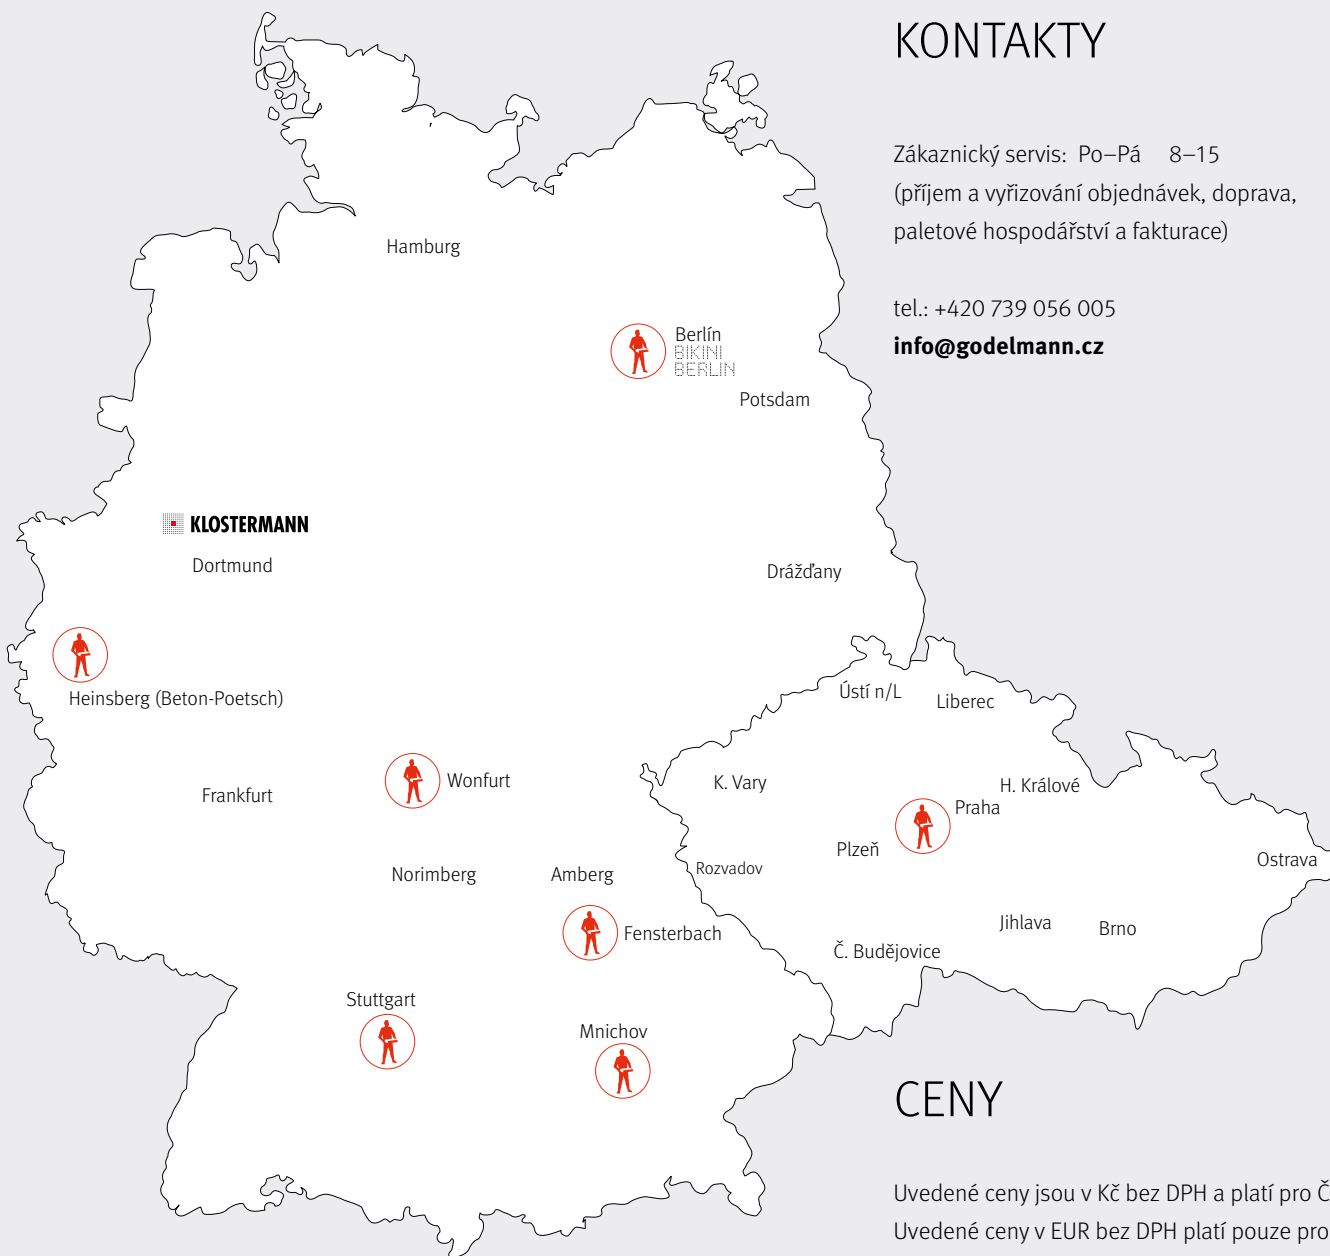 KONTAKTY
Zákaznický servis: Po–Pá 8–15
(příjem a vyřizování objednávek, doprava,
paletové hospodářství a fakturace)
tel.: +420 739 056 005
info@godelmann.cz
Hamburg
Berlín
BIKINI
BERLIN
Potsdam
KLOSTERMANN
Dortmund
Drážďany
Heinsberg (Beton-Poetsch)
Ústí n/L
Liberec
Wonfurt
Frankfurt
K. Vary
H. Králové
Praha
Plzeň
Ostrava
Norimberg
Amberg
Rozvadov
Fensterbach
Jihlava
Brno
Č. Budějovice
Stuttgart
Mnichov
CENY
Uvedené ceny jsou v Kč bez DPH a platí pro Č
Uvedené ceny v EUR bez DPH platí pouze pro